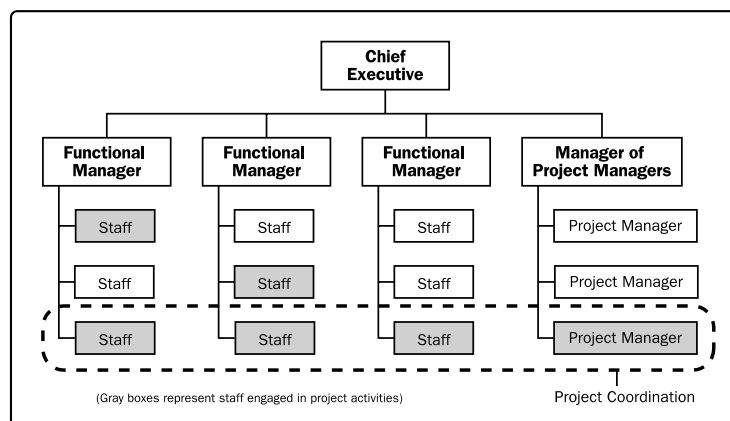 Chief
Executive
Functional
Manager
Functional
Manager
Functional
Manager
Manager of
Project Managers
Staff
Staff
Staff
Project Manager
Staff
Staff
Staff
Project Manager
Staff
Staff
Staff
Project Manager
(Gray boxes represent staff engaged in project activities)
Project Coordination